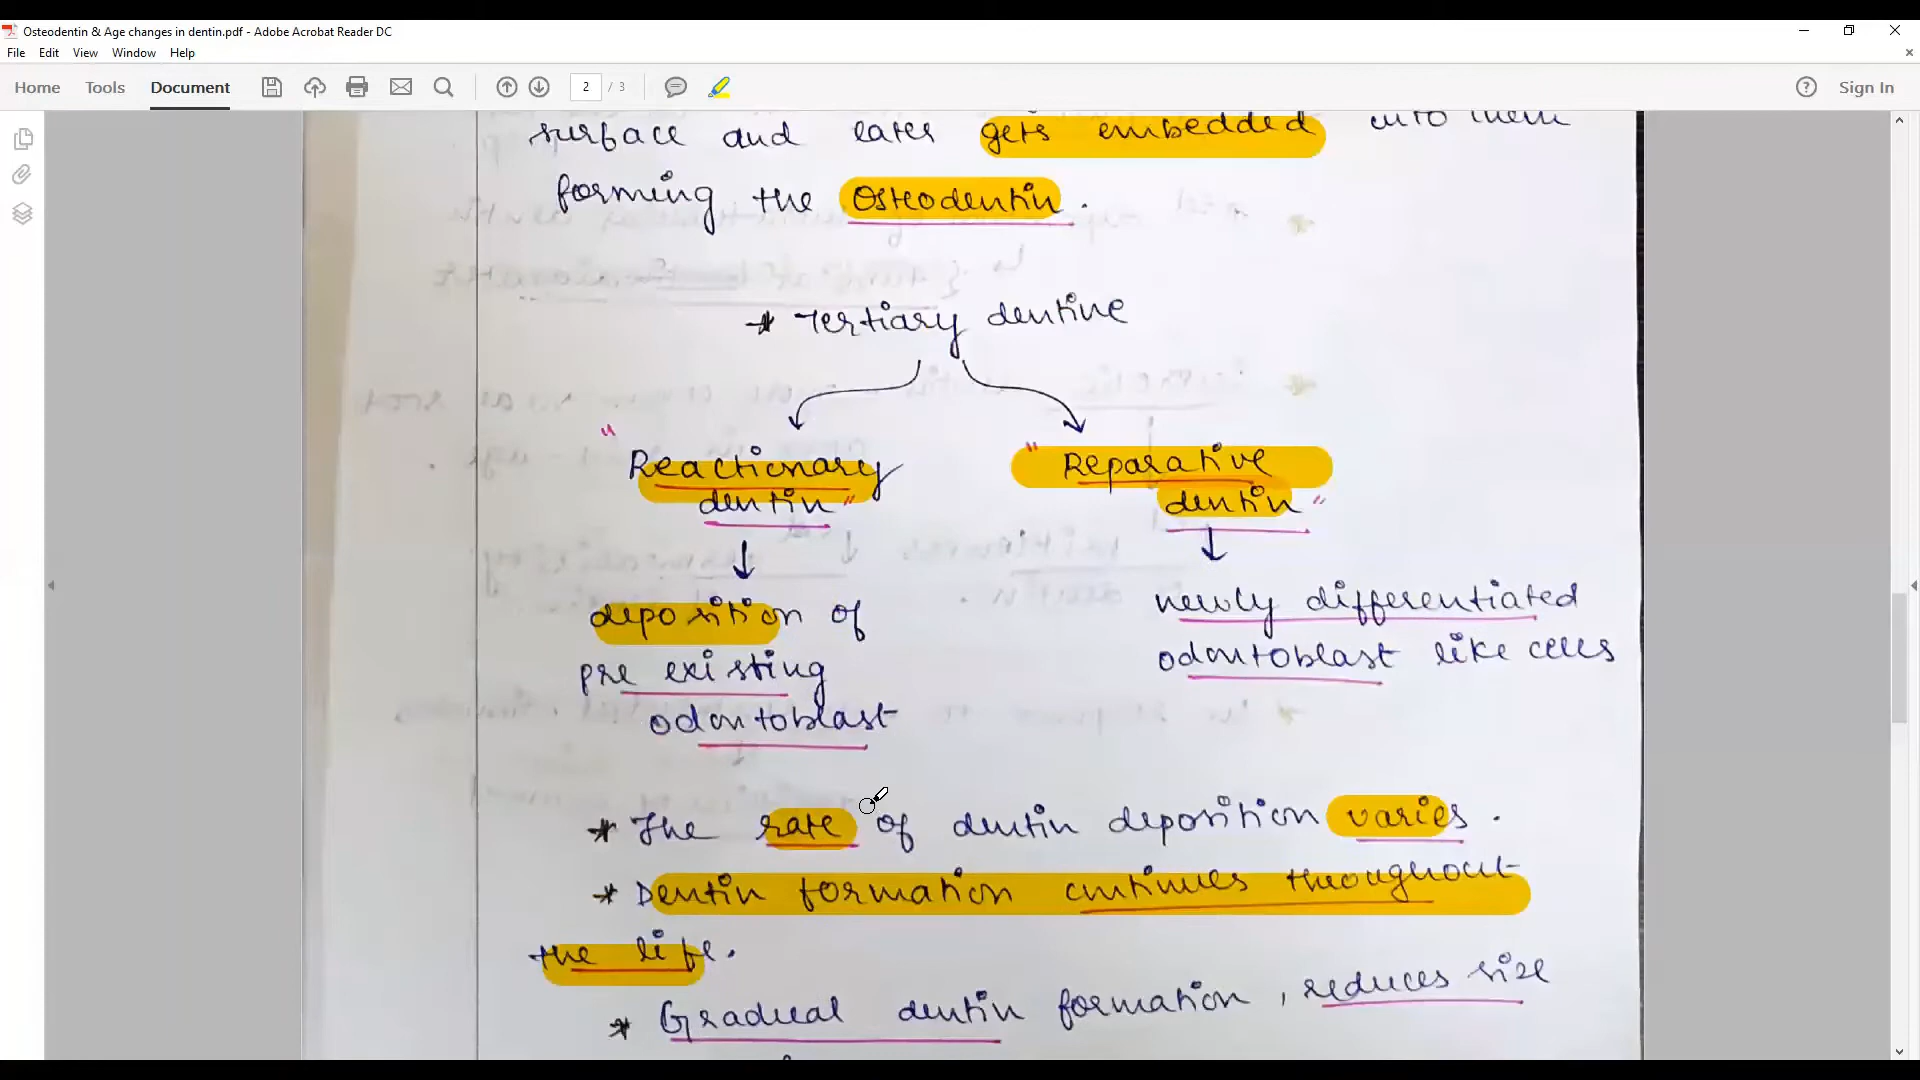 Osteodentin & Age changes in dentin.pdf - Adobe Acrobat Reader DC
File Edit View Window Help
Home Tools Document 2 / 3 Sign In
surface and later gets embedded into them
forming the Osteodentin.
* Tertiary dentine
"Reactionary dentin"
"Reparative dentin"
deposition of
pre existing
odontoblast
newly differentiated
odontoblast like cells
* The rate of dentin deposition varies.
* Dentin formation continues throughout
the life.
* Gradual dentin formation, reduces size